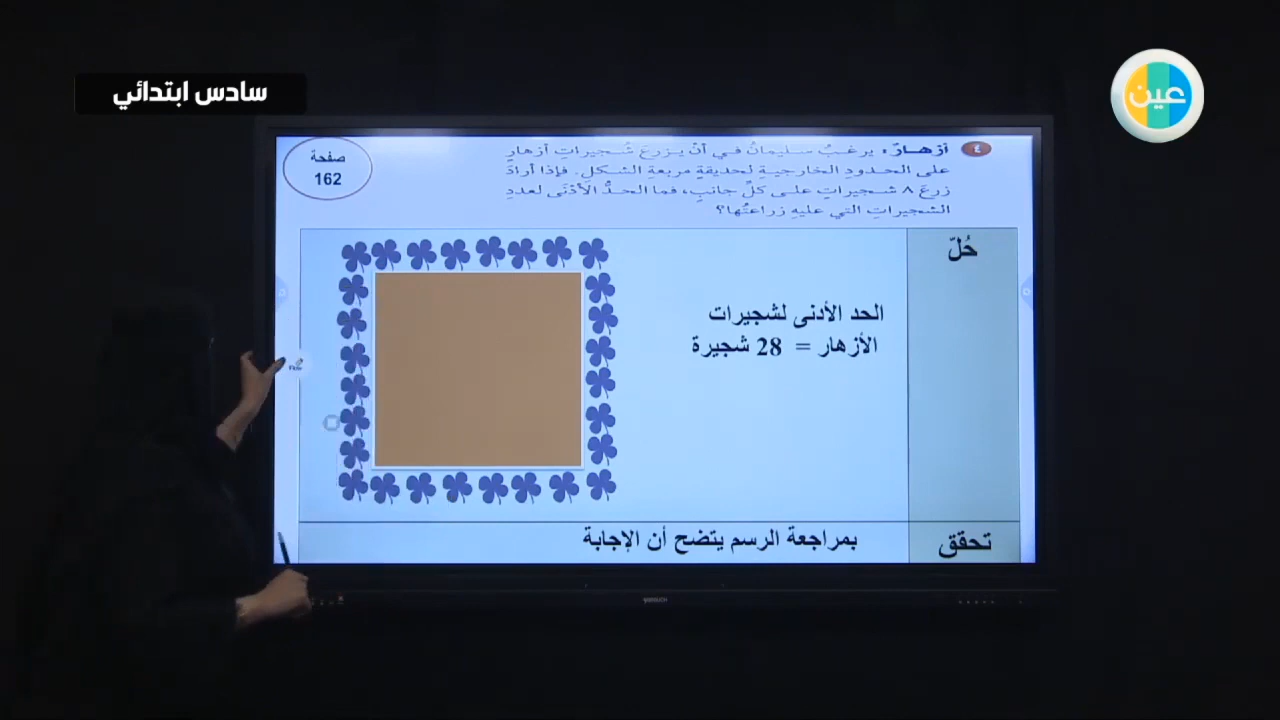 سادس ابتدائي
عين
صفحة
162
٤ أزهار: يرغب سليمان في أن يزرع شجيرات أزهار
على الحدود الخارجية لحديقة مربعة الشكل. فإذا أراد
زرع ٨ شجيرات على كل جانب، فما الحد الأدنى لعدد
الشجيرات التي عليه زراعتها؟
حُلّ
الحد الأدنى لشجيرات
الأزهار = 28 شجيرة
تحقق
بمراجعة الرسم يتضح أن الإجابة